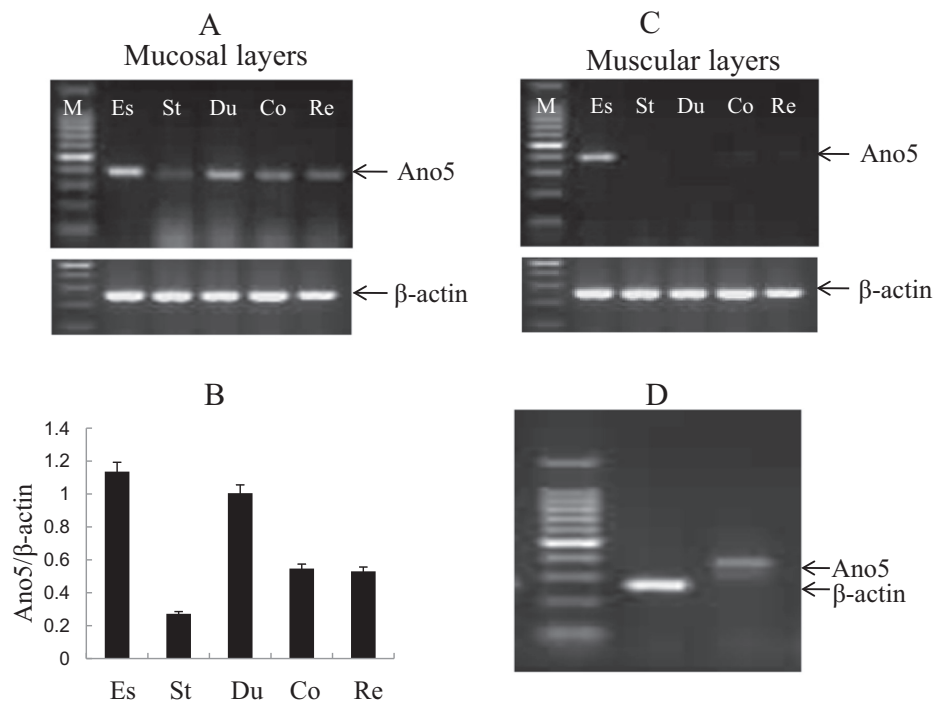 A
Mucosal layers
M Es St Du Co Re
Ano5
β-actin
C
Muscular layers
M Es St Du Co Re
Ano5
β-actin
B
Ano5/β-actin
1.4
1.2
1
0.8
0.6
0.4
0.2
0
Es St Du Co Re
D
Ano5
β-actin